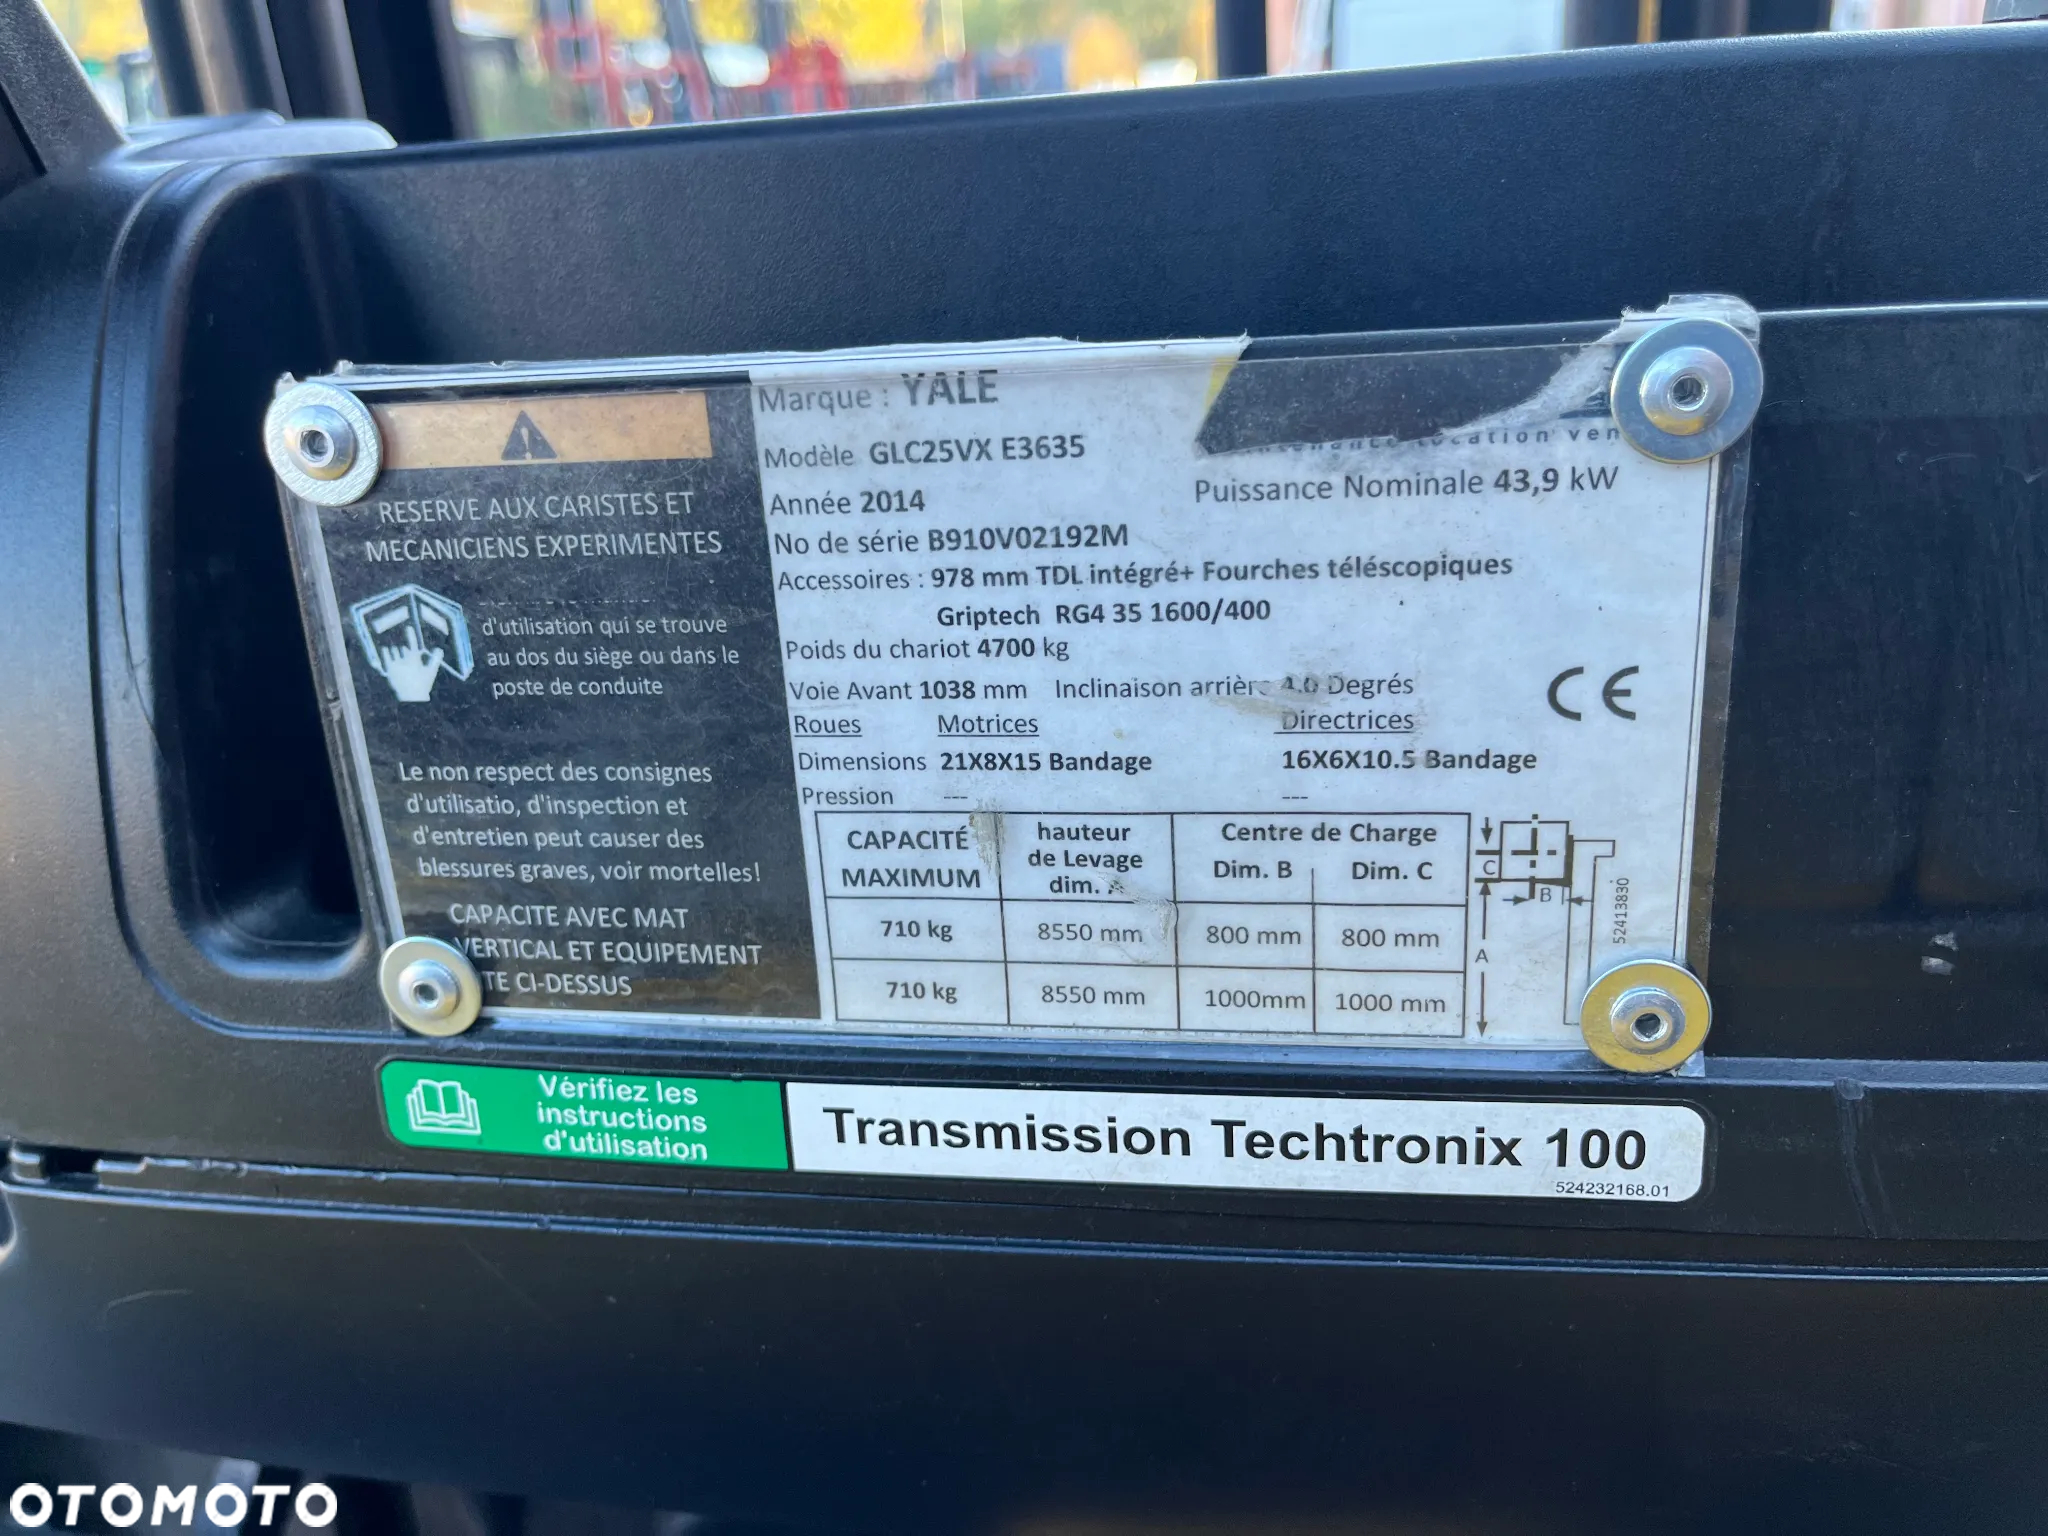 RESERVE AUX CARISTES ET
MECANICIENS EXPERIMENTES
d'utilisation qui se trouve
au dos du siège ou dans le
poste de conduite
Le non respect des consignes
d'utilisatio, d'inspection et
d'entretien peut causer des
blessures graves, voir mortelles!
CAPACITE AVEC MAT
VERTICAL ET EQUIPEMENT
CI-DESSUS
Marque : YALE
Modèle GLC25VX E3635
Année 2014
location ven
Puissance Nominale 43,9 kW
No de série B910V02192M
Accessoires : 978 mm TDL intégré+ Fourches téléscopiques
Griptech RG4 35 1600/400
Poids du chariot 4700 kg
Voie Avant 1038 mm Inclinaison arrière 4.0 Degrés
Roues Motrices Directrices
Dimensions 21X8X15 Bandage 16X6X10.5 Bandage
Pression --- ---
CE
CAPACITÉ MAXIMUM
hauteur de Levage dim. A
Centre de Charge
Dim. B Dim. C
710 kg 8550 mm 800 mm 800 mm
710 kg 8550 mm 1000mm 1000 mm
C
B
A
52413830
Vérifiez les
instructions
d'utilisation
Transmission Techtronix 100
524232168.01
OTOMOTO